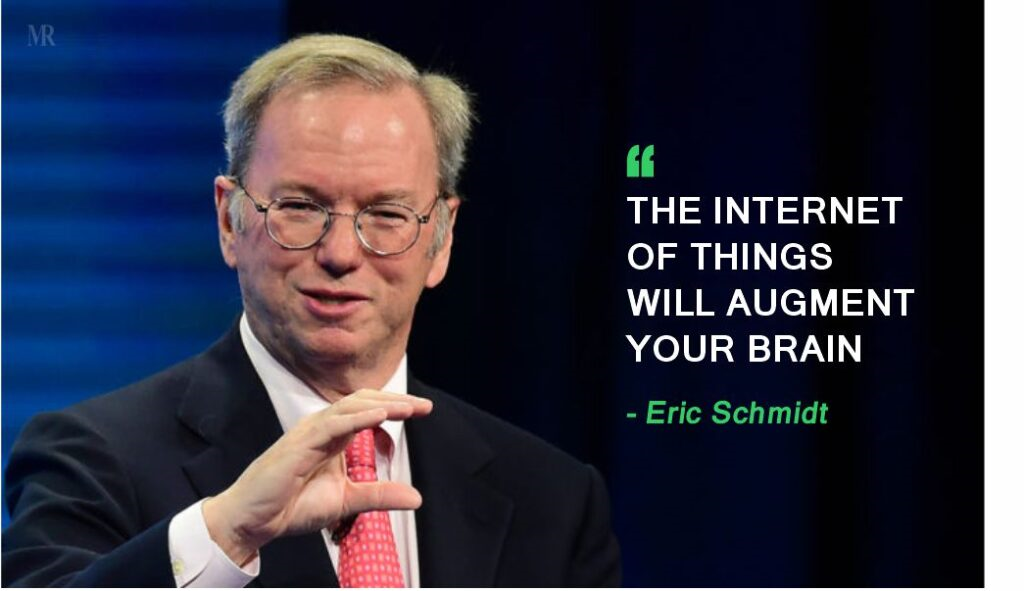 MR
“
THE INTERNET
OF THINGS
WILL AUGMENT
YOUR BRAIN
- Eric Schmidt